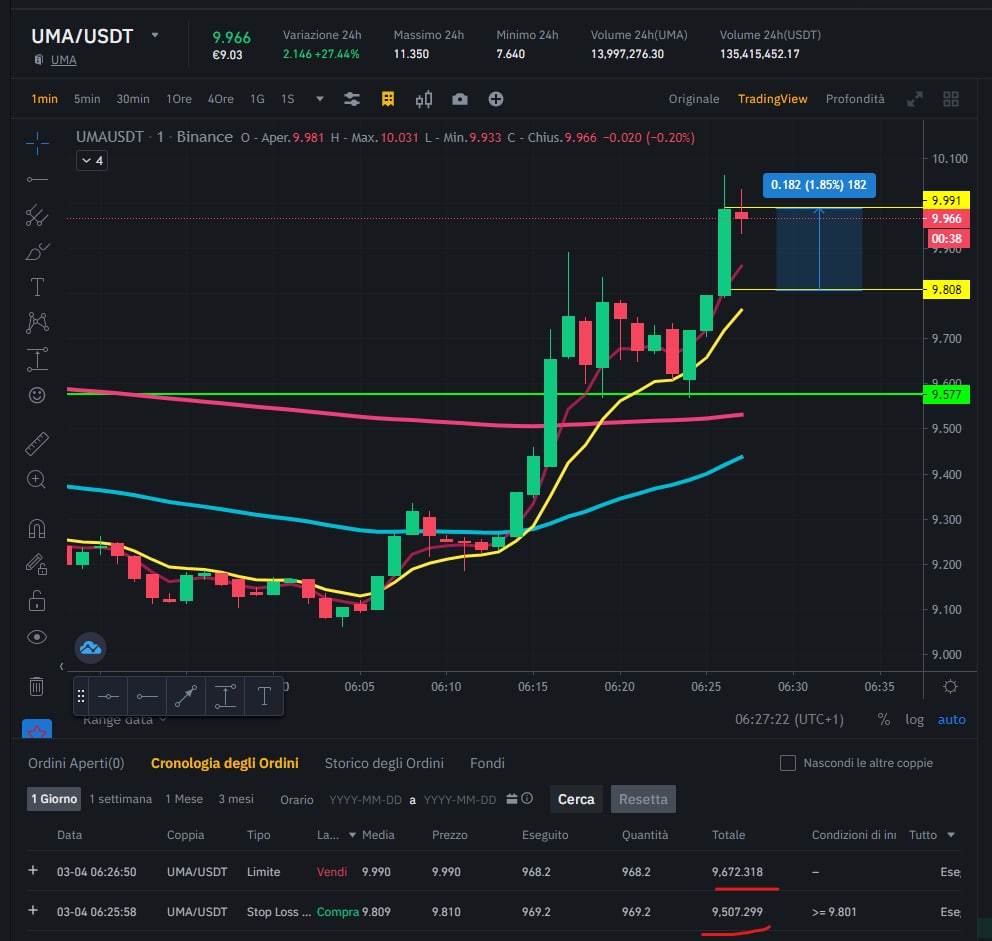 UMA/USDT
9.966
€9.03
UMA
Variazione 24h
2.146 +27.44%
Massimo 24h
11.350
Minimo 24h
7.640
Volume 24h(UMA)
13,997,276.30
Volume 24h(USDT)
135,415,452.17
1min 5min 30min 1Ore 4Ore 1G 1S Originale TradingView Profondità
UMAUSDT · 1 · Binance O - Aper.9.981 H - Max.10.031 L - Min.9.933 C - Chius.9.966 −0.020 (−0.20%)
4
0.182 (1.85%) 182
10.100
9.991
9.966
00:38
9.900
9.808
9.700
9.600
9.577
9.500
9.400
9.300
9.200
9.100
9.000
0 06:05 06:10 06:15 06:20 06:25 06:30 06:35
T
Range data 06:27:22 (UTC+1) % log auto
Ordini Aperti(0) Cronologia degli Ordini Storico degli Ordini Fondi Nascondi le altre coppie
1 Giorno 1 settimana 1 Mese 3 mesi Orario YYYY-MM-DD a YYYY-MM-DD Cerca Resetta
Data Coppia Tipo La... Media Prezzo Eseguito Quantità Totale Condizioni di in Tutto
+ 03-04 06:26:50 UMA/USDT Limite Vendi 9.990 9.990 968.2 968.2 9,672.318 – Ese
+ 03-04 06:25:58 UMA/USDT Stop Loss ... Compra 9.809 9.810 969.2 969.2 9,507.299 >= 9.801 Ese